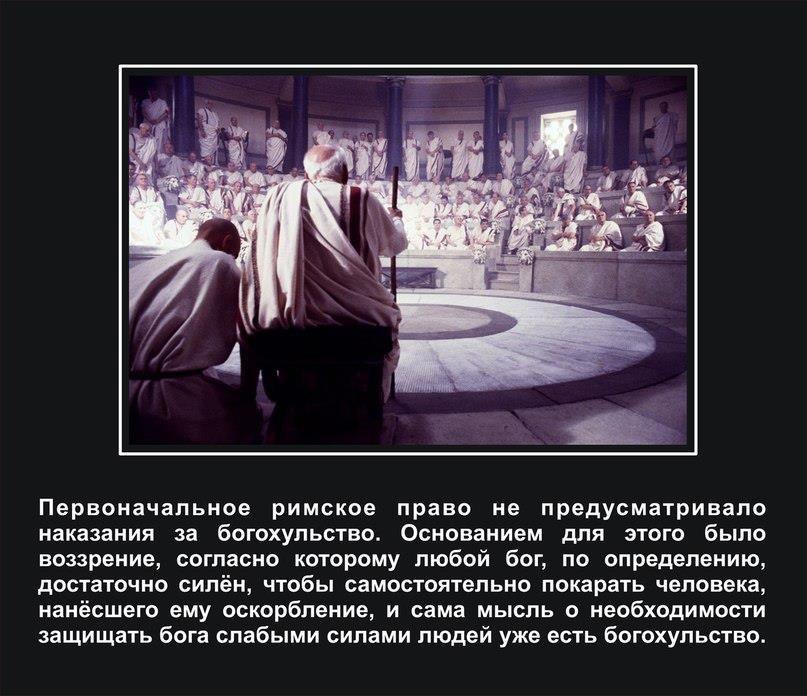 Первоначальное римское право не предусматривало
наказания за богохульство. Основанием для этого было
воззрение, согласно которому любой бог, по определению,
достаточно силён, чтобы самостоятельно покарать человека,
нанёсшего ему оскорбление, и сама мысль о необходимости
защищать бога слабыми силами людей уже есть богохульство.